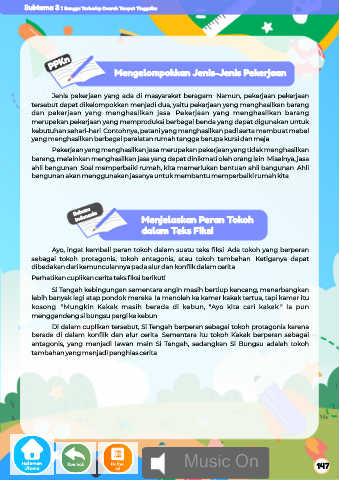 Subtema 3 : Bangga Terhadap Daerah Tempat Tinggalku
PPKn
Mengelompokkan Jenis-Jenis Pekerjaan
Jenis pekerjaan yang ada di masyarakat beragam Namun, pekerjaan pekerjaan
tersebut dapat dikelompokkan menjadi dua, yaitu pekerjaan yang menghasilkan barang
dan pekerjaan yang menghasilkan jasa Pekerjaan yang menghasilkan barang
merupakan pekerjaan yang memproduksi berbagai benda yang dapat digunakan untuk
kebutuhan sehari-hari Contohnya, petani yang menghasilkan padi serta membuat mebel
yang menghasilkan berbagai peralatan rumah tangga berupa kursi dan meja
Pekerjaan yang menghasilkan jasa merupakan pekerjaan yang tidak menghasilkan
barang, melainkan menghasilkan jasa yang dapat dinikmati oleh orang lain Misalnya, jasa
ahli bangunan Soal memperbaiki rumah, kita memerlukan bantuan ahli bangunan Ahli
bangunan akan menggunakan jasanya untuk membantu memperbaiki rumah kita
Bahasa
Indonesia
Menjelaskan Peran Tokoh
dalam Teks Fiksi
Ayo, ingat kembali peran tokoh dalam suatu teks fiksi Ada tokoh yang berperan
sebagai tokoh protagonis, tokoh antagonis, atau tokoh tambahan Ketiganya dapat
dibedakan dari kemunculannya pada alur dan konflik dalam cerita
Perhatikan cuplikan cerita teks fiksi berikut!
Si Tengah kebingungan sementara angin masih bertiup kencang, menerbangkan
lebih banyak lagi atap pondok mereka Ia menoleh ke kamar kakak tertua, tapi kamar itu
kosong "Mungkin Kakak masih berada di kebun, "Ayo kita cari kakek" Ia pun
menggandeng si bungsu pergi ke kebun
Di dalam cuplikan tersebut, Si Tengah berperan sebagai tokoh protagonis karena
berada di dalam konflik dan alur cerita Sementara itu tokoh Kakak berperan sebagai
antagonis, yang menjadi lawan main Si Tengah, sedangkan Si Bungsu adalah tokoh
tambahan yang menjadi penghias cerita
Halaman
Utama
Music On
147